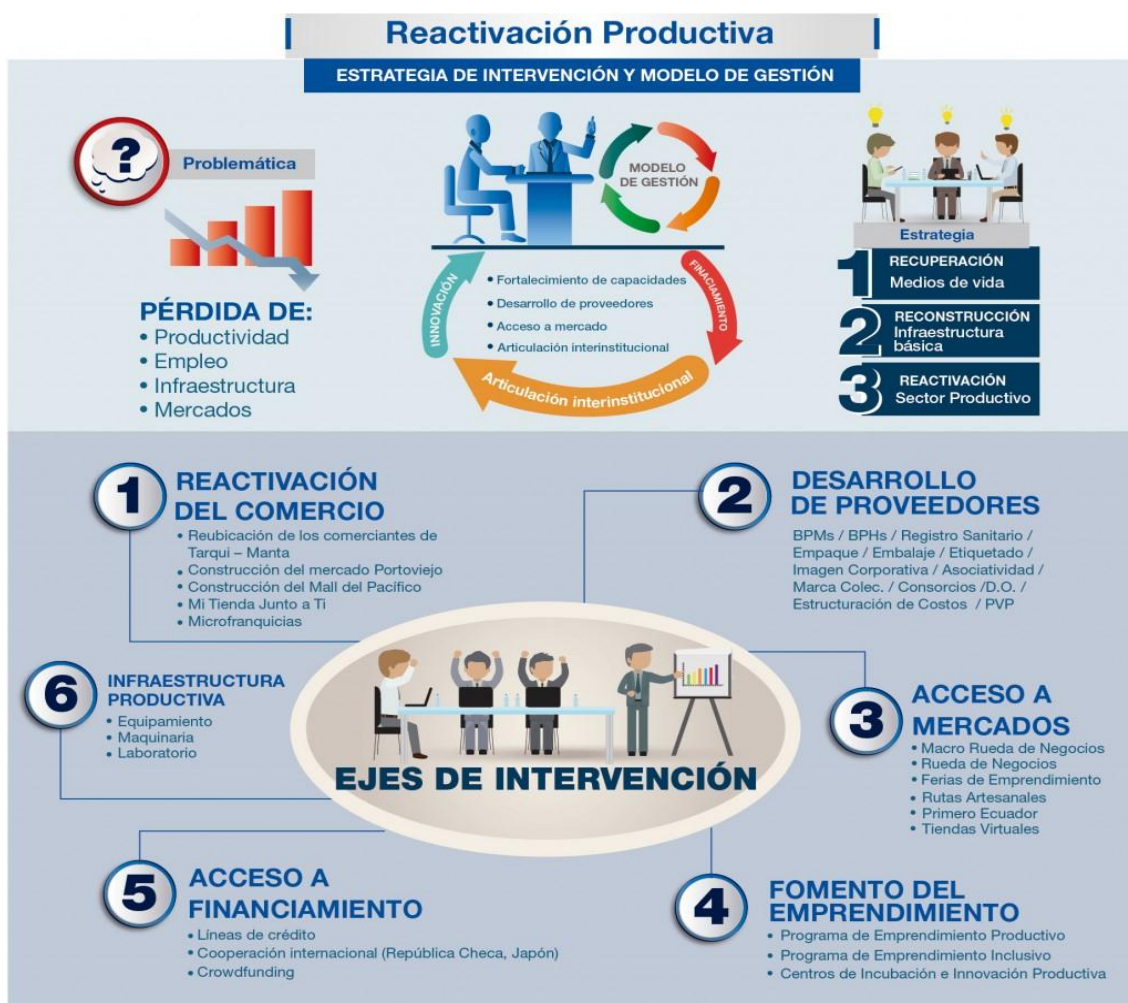 Reactivación Productiva
ESTRATEGIA DE INTERVENCIÓN Y MODELO DE GESTIÓN
?
Problemática
PÉRDIDA DE:
• Productividad
• Empleo
• Infraestructura
• Mercados
MODELO
DE GESTIÓN
INNOVACIÓN
FINACIAMIENTO
• Fortalecimiento de capacidades
• Desarrollo de proveedores
• Acceso a mercado
• Articulación interinstitucional
Articulación interinstitucional
Estrategia
1 RECUPERACIÓN
Medios de vida
2 RECONSTRUCCIÓN
Infraestructura
básica
3 REACTIVACIÓN
Sector Productivo
1 REACTIVACIÓN
DEL COMERCIO
• Reubicación de los comerciantes de
Tarqui – Manta
• Construcción del mercado Portoviejo
• Construcción del Mall del Pacífico
• Mi Tienda Junto a Ti
• Microfranquicias
2 DESARROLLO
DE PROVEEDORES
BPMs / BPHs / Registro Sanitario /
Empaque / Embalaje / Etiquetado /
Imagen Corporativa / Asociatividad /
Marca Colec. / Consorcios /D.O. /
Estructuración de Costos / PVP
3 ACCESO A
MERCADOS
• Macro Rueda de Negocios
• Rueda de Negocios
• Ferias de Emprendimiento
• Rutas Artesanales
• Primero Ecuador
• Tiendas Virtuales
EJES DE INTERVENCIÓN
6 INFRAESTRUCTURA
PRODUCTIVA
• Equipamiento
• Maquinaria
• Laboratorio
5 ACCESO A
FINANCIAMIENTO
• Líneas de crédito
• Cooperación internacional (República Checa, Japón)
• Crowdfunding
4 FOMENTO DEL
EMPRENDIMIENTO
• Programa de Emprendimiento Productivo
• Programa de Emprendimiento Inclusivo
• Centros de Incubación e Innovación Productiva